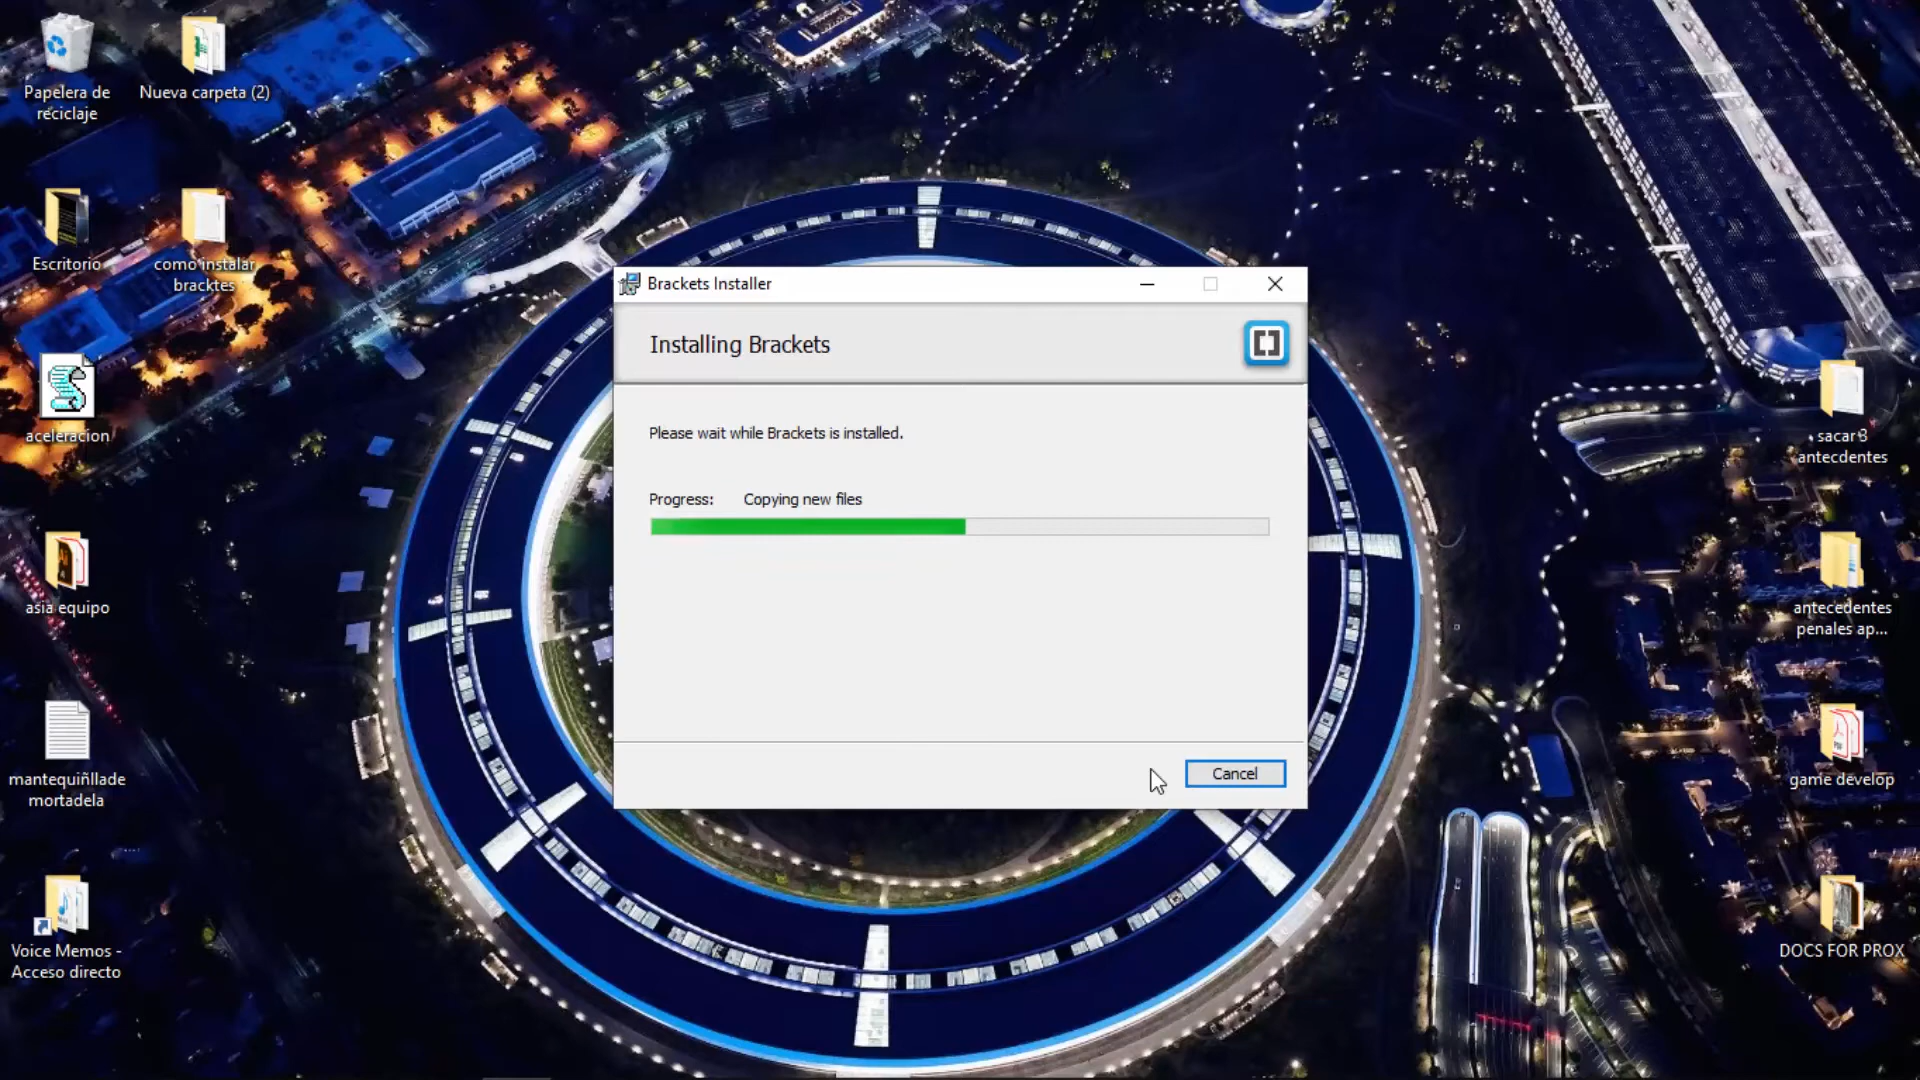 Papelera de
reciclaje
Nueva carpeta (2)
Escritorio
como instalar
bracktes
aceleracion
asia equipo
mantequiñllade
mortadela
Voice Memos -
Acceso directo
Brackets Installer
Installing Brackets
Please wait while Brackets is installed.
Progress: Copying new files
Cancel
sacar 3
antecdentes
antecedentes
penales ap...
game develop
DOCS FOR PROX